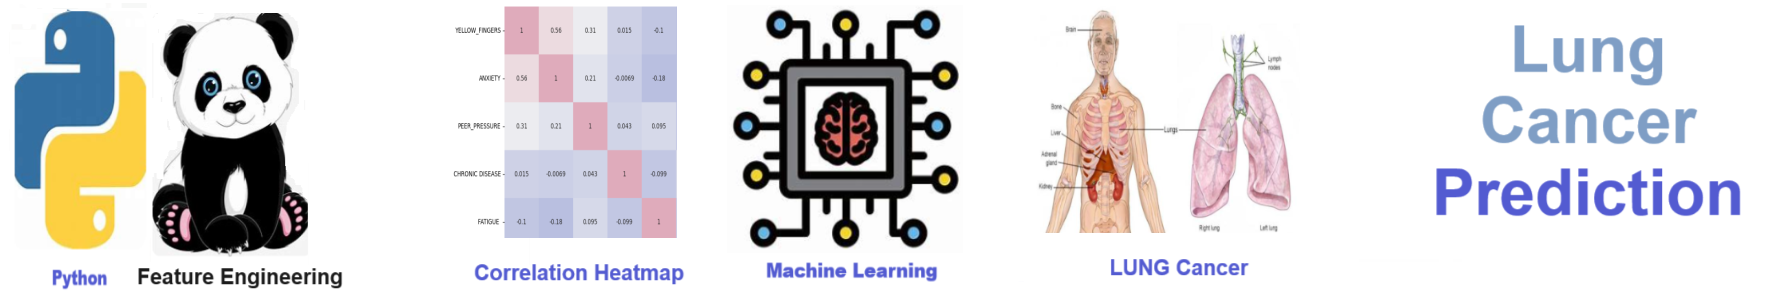 Python
Feature Engineering
YELLOW_FINGERS 1 0.56 0.31 0.015 -0.1
ANXIETY 0.56 1 0.21 -0.0069 -0.18
PEER_PRESSURE 0.31 0.21 1 0.043 0.095
CHRONIC DISEASE 0.015 -0.0069 0.043 1 -0.099
FATIGUE -0.1 -0.18 0.095 -0.099 1
Correlation Heatmap
Machine Learning
Brain
Bone
Liver
Adrenal
gland
Kidney
Lungs
Lymph
nodes
Right lung
Left lung
LUNG Cancer
Lung
Cancer
Prediction